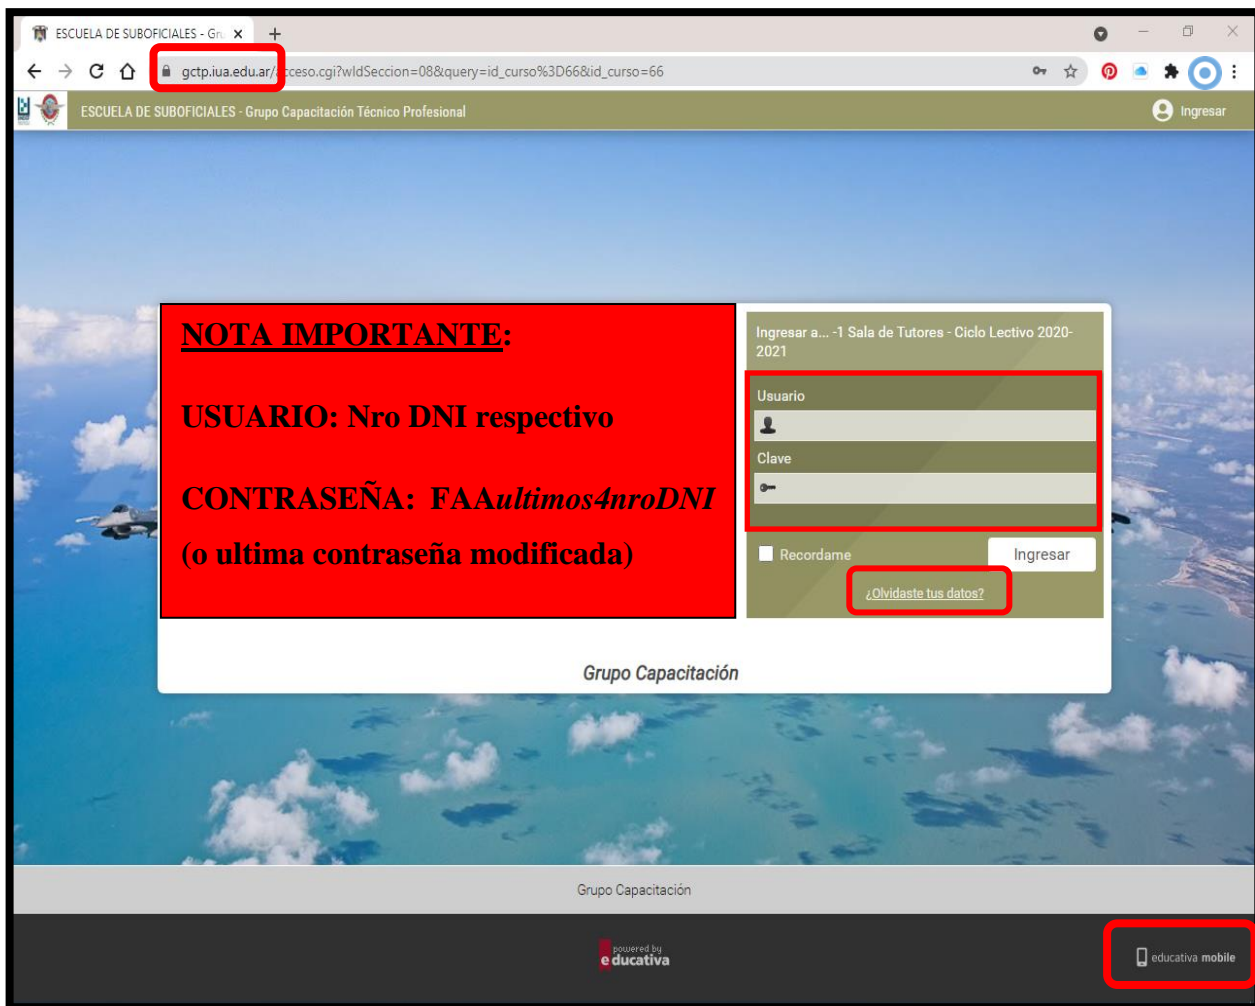 ESCUELA DE SUBOFICIALES - Gru
gctp.iua.edu.ar/acceso.cgi?wIdSeccion=08&query=id_curso%3D66&id_curso=66
ESCUELA DE SUBOFICIALES - Grupo Capacitación Técnico Profesional
Ingresar
NOTA IMPORTANTE:
USUARIO: Nro DNI respectivo
CONTRASEÑA: FAAultimos4nroDNI
(o ultima contraseña modificada)
Ingresar a... -1 Sala de Tutores - Ciclo Lectivo 2020-
2021
Usuario
Clave
Recordame
Ingresar
¿Olvidaste tus datos?
Grupo Capacitación
Grupo Capacitación
powered by
educativa
educativa mobile